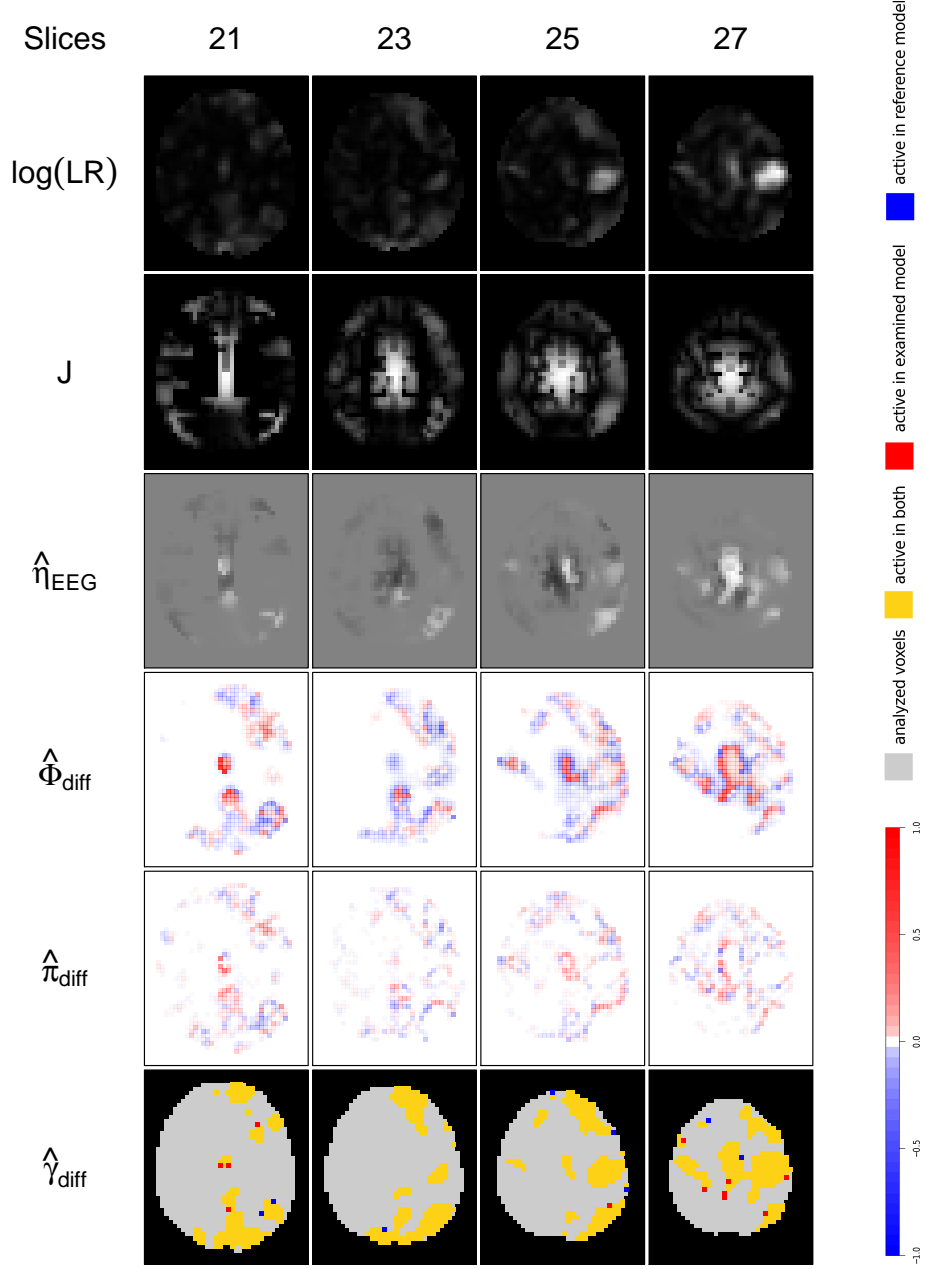 Slices 21 23 25 27
log(LR)
J
η̂EEG
Φ̂diff
π̂diff
γ̂diff
active in reference model
active in examined model
active in both
analyzed voxels
1.0
0.5
0.0
−0.5
−1.0